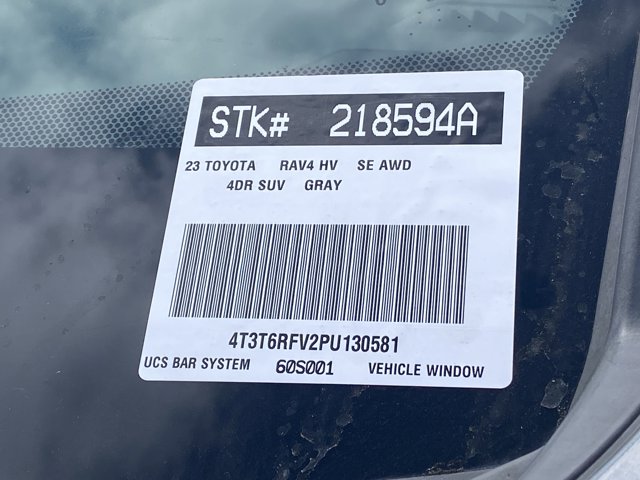 STK# 218594A
23 TOYOTA RAV4 HV SE AWD
4DR SUV GRAY
4T3T6RFV2PU130581
UCS BAR SYSTEM 60S001 VEHICLE WINDOW